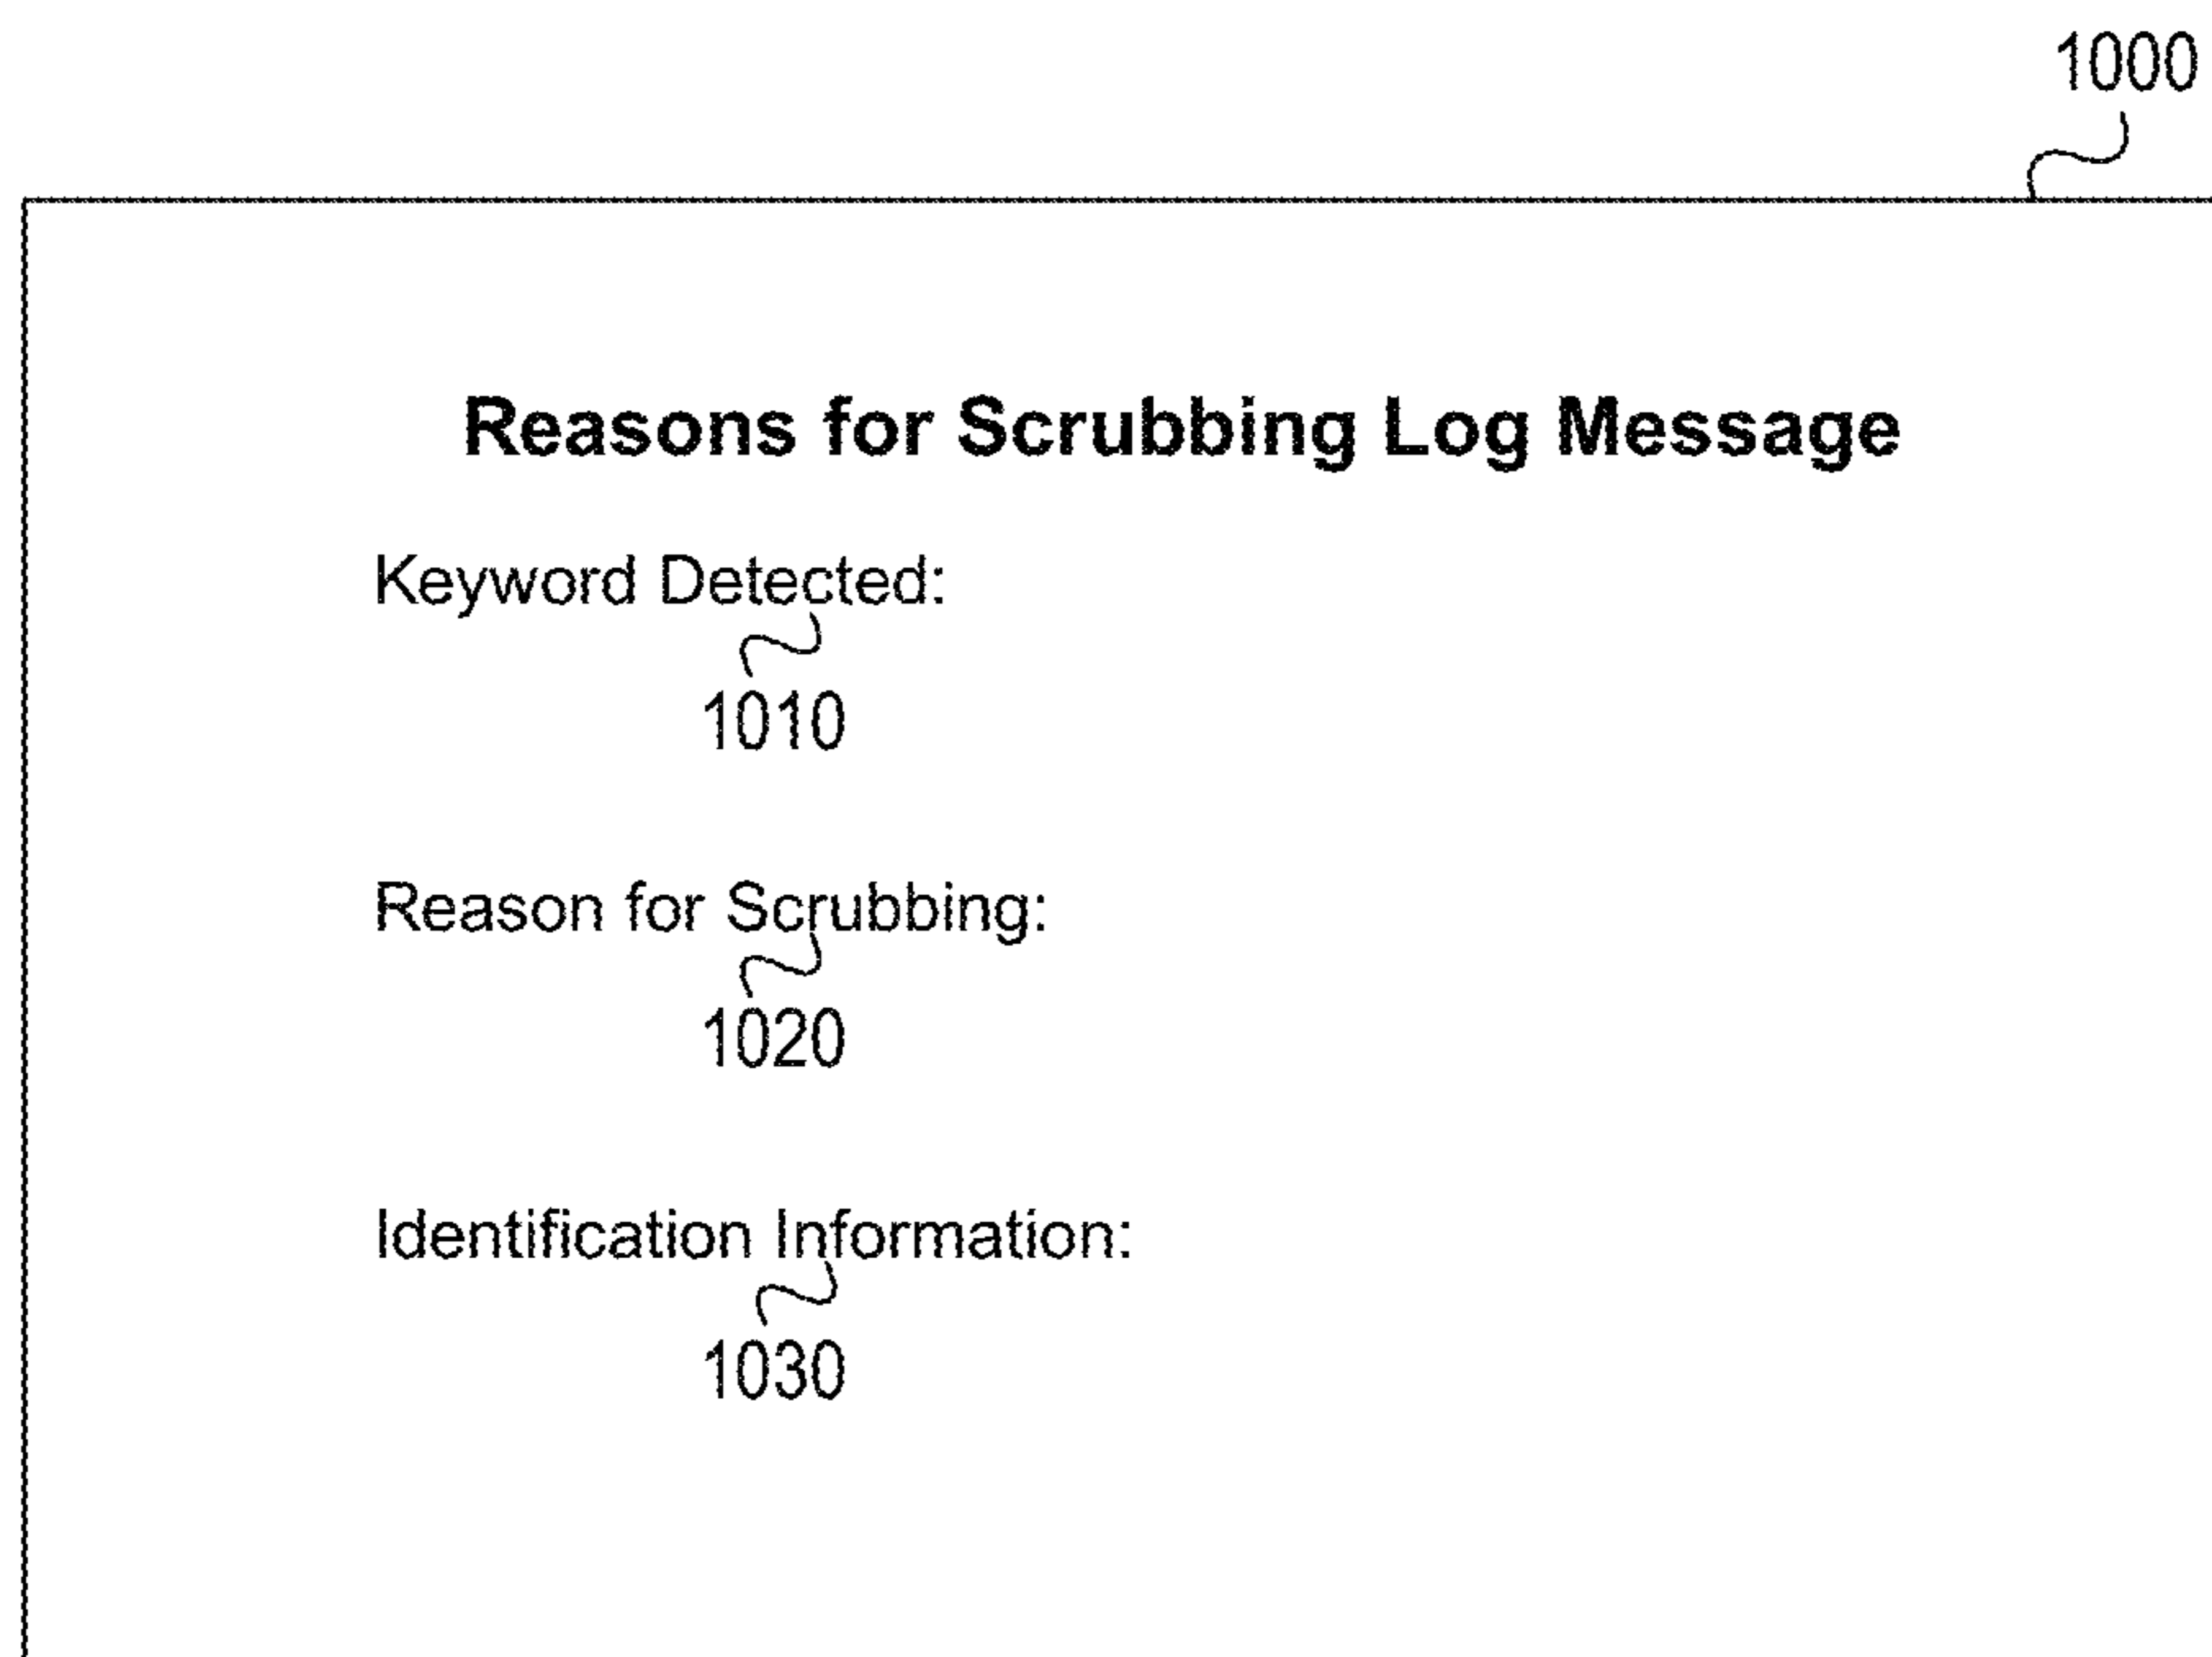 1000
Reasons for Scrubbing Log Message
Keyword Detected:
1010
Reason for Scrubbing:
1020
Identification Information:
1030